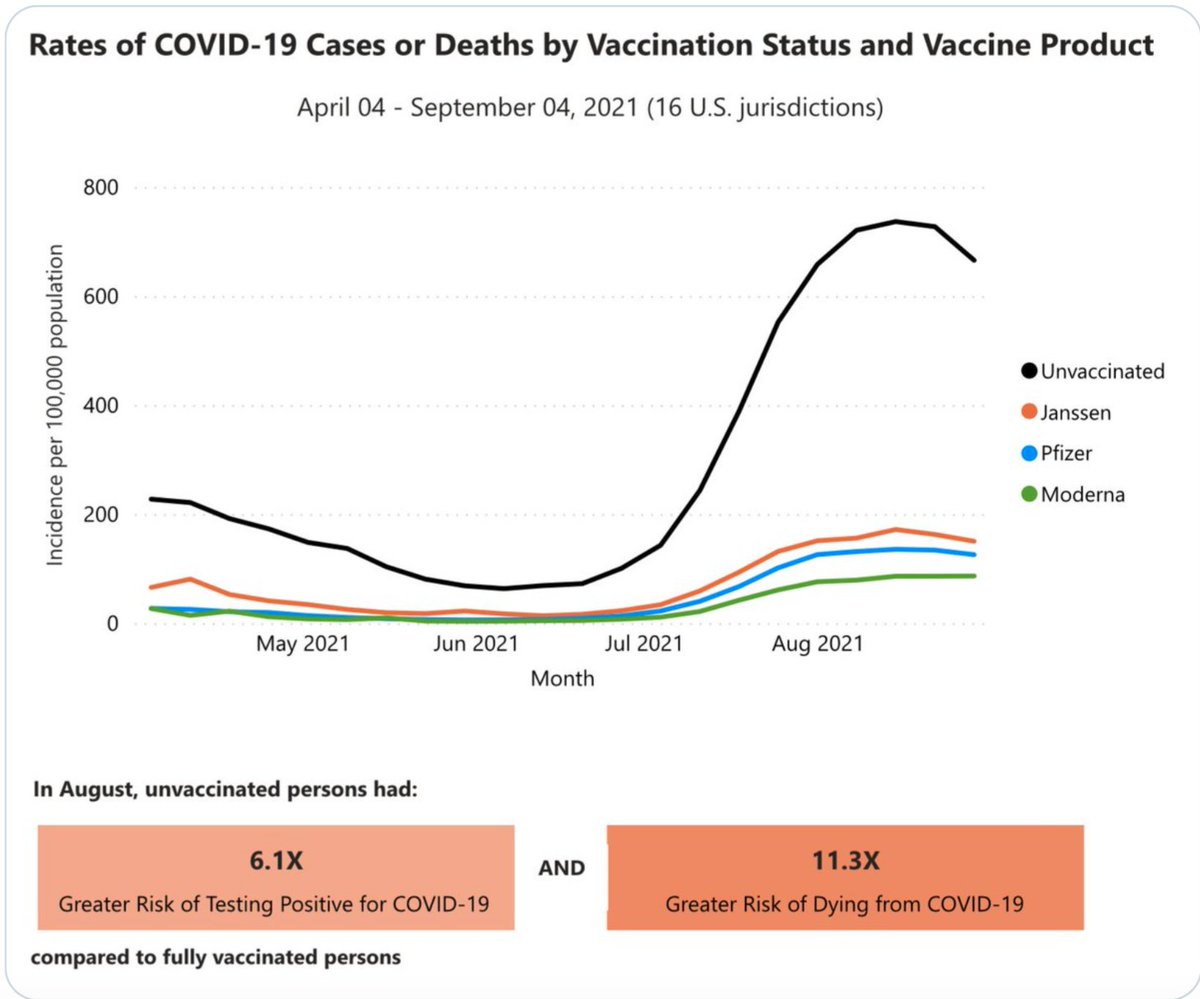 Rates of COVID-19 Cases or Deaths by Vaccination Status and Vaccine Product
April 04 - September 04, 2021 (16 U.S. jurisdictions)
Incidence per 100,000 population
800
600
400
200
0
May 2021
Jun 2021
Jul 2021
Aug 2021
Month
Unvaccinated
Janssen
Pfizer
Moderna
In August, unvaccinated persons had:
6.1X
Greater Risk of Testing Positive for COVID-19
AND
11.3X
Greater Risk of Dying from COVID-19
compared to fully vaccinated persons